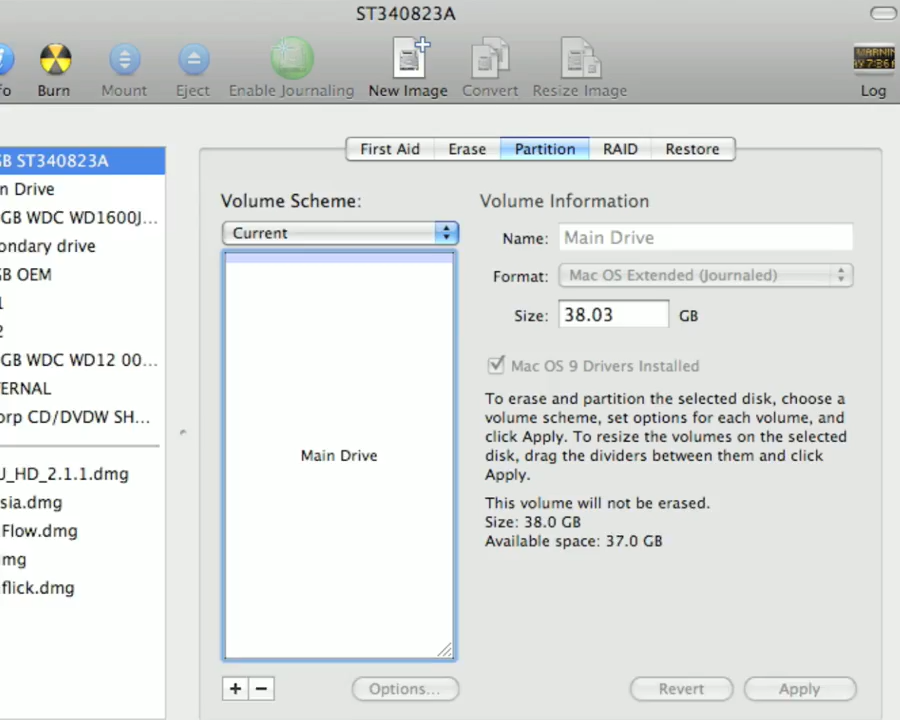 ST340823A
fo
Burn
Mount
Eject
Enable Journaling
New Image
Convert
Resize Image
Log
WARNIN
GB ST340823A
n Drive
GB WDC WD1600J...
ondary drive
GB OEM
1
2
GB WDC WD12 00...
ERNAL
orp CD/DVDW SH...
U_HD_2.1.1.dmg
sia.dmg
Flow.dmg
mg
flick.dmg
First Aid
Erase
Partition
RAID
Restore
Volume Scheme:
Current
Main Drive
Options...
Volume Information
Name: Main Drive
Format: Mac OS Extended (Journaled)
Size: 38.03 GB
Mac OS 9 Drivers Installed
To erase and partition the selected disk, choose a
volume scheme, set options for each volume, and
click Apply. To resize the volumes on the selected
disk, drag the dividers between them and click
Apply.
This volume will not be erased.
Size: 38.0 GB
Available space: 37.0 GB
Revert
Apply